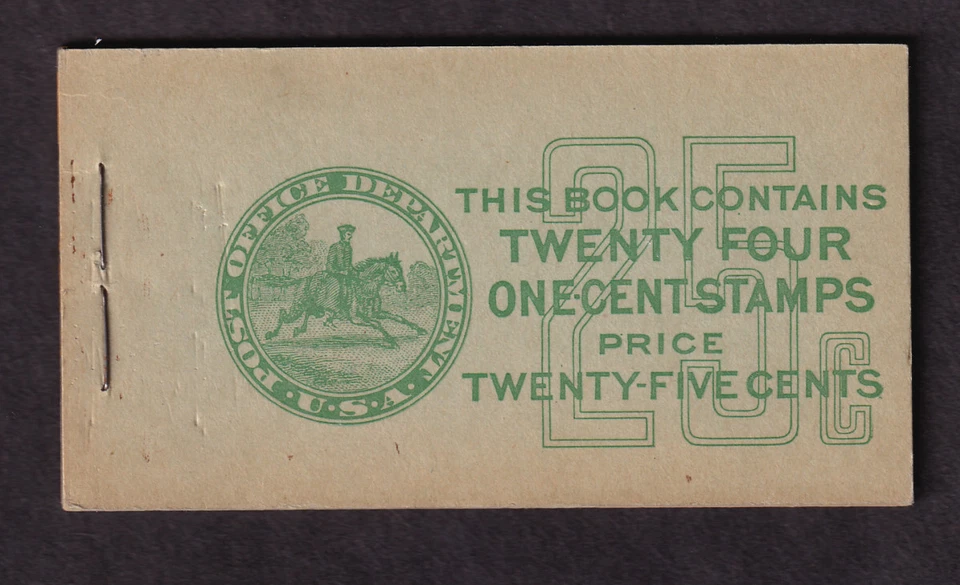 POST OFFICE DEPARTMENT
U.S.A.
25c
THIS BOOK CONTAINS
TWENTY FOUR
ONE-CENT STAMPS
PRICE
TWENTY-FIVE CENTS